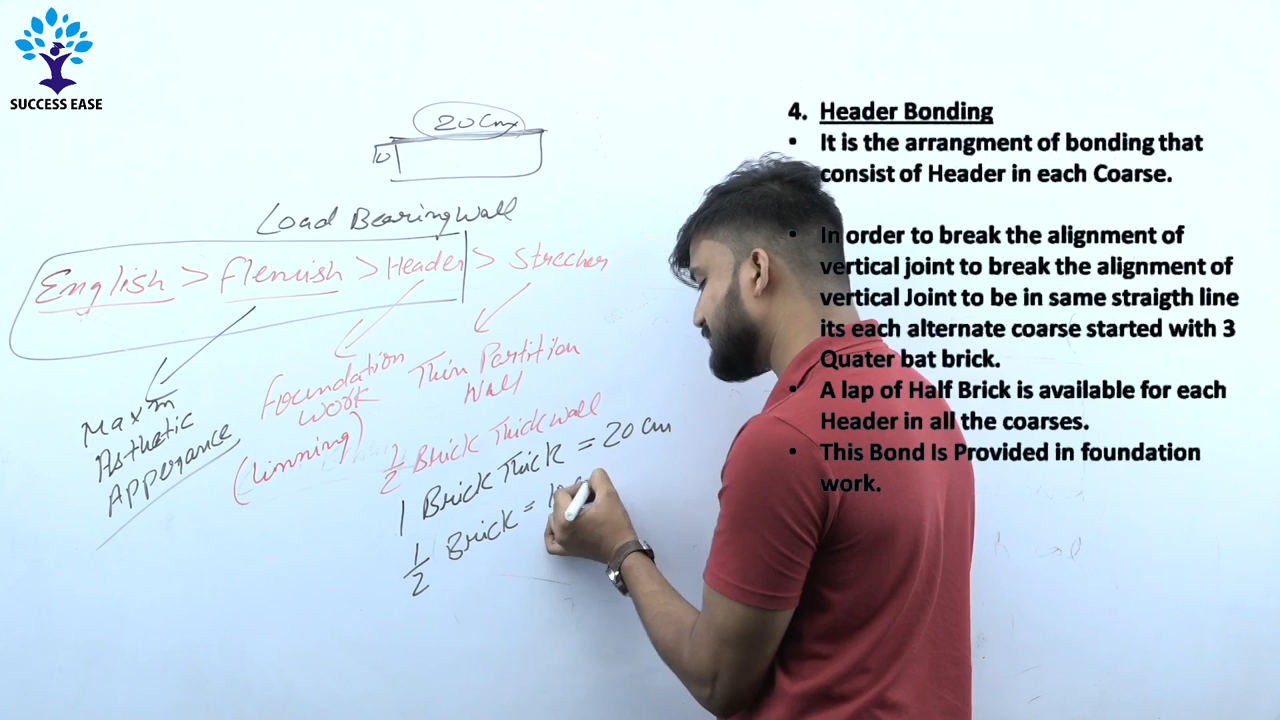 SUCCESS EASE
20 Cm
10
Load Bearing Wall
English > Flemish > Header > Strecher
Maxm
Asthetic
Apperance
Foundation
work
(
Thin Partition
Wall
1/2 Brick Thick wall
1 Brick Thick = 20 cm
1/2 Brick = 1
4. Header Bonding
• It is the arrangment of bonding that
consist of Header in each Coarse.
• In order to break the alignment of
vertical joint to break the alignment of
vertical Joint to be in same straigth line
its each alternate coarse started with 3
Quater bat brick.
• A lap of Half Brick is available for each
Header in all the coarses.
• This Bond Is Provided in foundation
work.